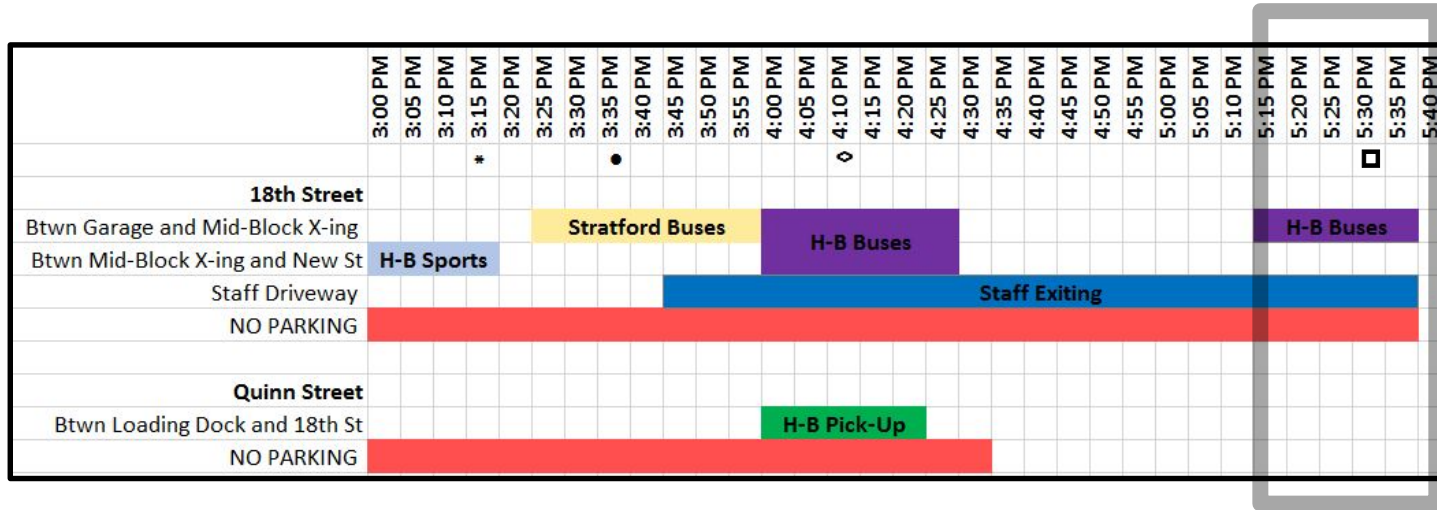 3:00 PM 3:05 PM 3:10 PM 3:15 PM 3:20 PM 3:25 PM 3:30 PM 3:35 PM 3:40 PM 3:45 PM 3:50 PM 3:55 PM 4:00 PM 4:05 PM 4:10 PM 4:15 PM 4:20 PM 4:25 PM 4:30 PM 4:35 PM 4:40 PM 4:45 PM 4:50 PM 4:55 PM 5:00 PM 5:05 PM 5:10 PM 5:15 PM 5:20 PM 5:25 PM 5:30 PM 5:35 PM 5:40 PM
* ● ◇ □
18th Street
Btwn Garage and Mid-Block X-ing Stratford Buses H-B Buses H-B Buses
Btwn Mid-Block X-ing and New St H-B Sports
Staff Driveway Staff Exiting
NO PARKING
Quinn Street
Btwn Loading Dock and 18th St H-B Pick-Up
NO PARKING